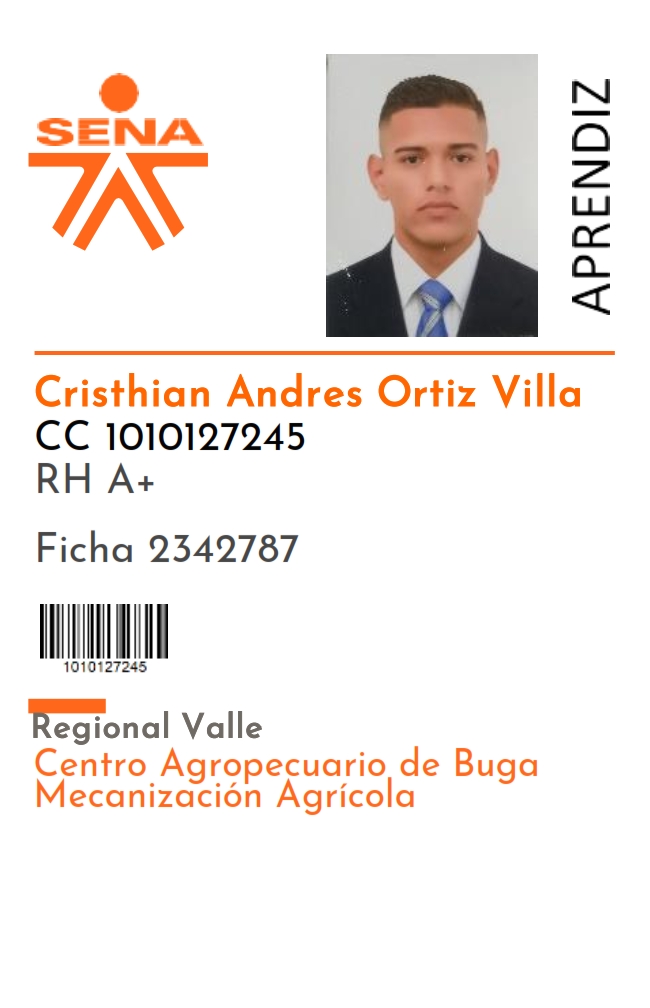 SENA
APRENDIZ
Cristhian Andres Ortiz Villa
CC 1010127245
RH A+
Ficha 2342787
1010127245
Regional Valle
Centro Agropecuario de Buga
Mecanización Agrícola